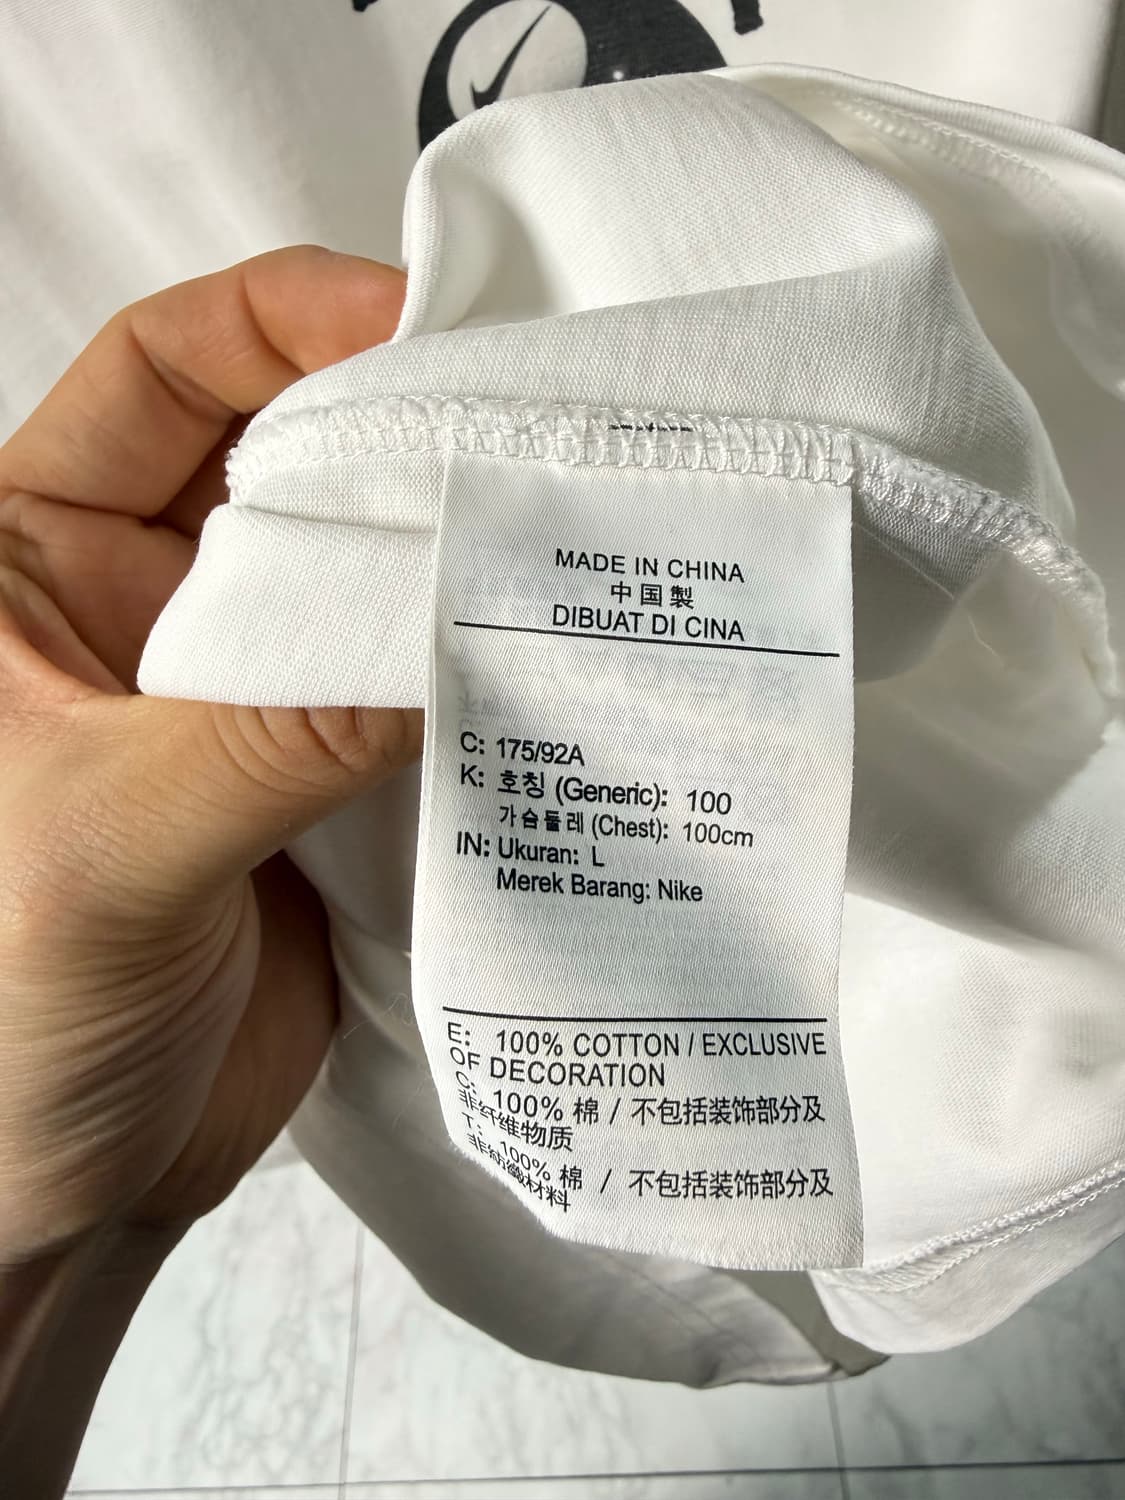 MADE IN CHINA
中国製
DIBUAT DI CINA
C: 175/92A
K: 호칭 (Generic): 100
가슴둘레 (Chest): 100cm
IN: Ukuran: L
Merek Barang: Nike
E: 100% COTTON / EXCLUSIVE
OF DECORATION
C: 100% 棉 / 不包括装饰部分及
非纤维物质
T: 100% 棉 / 不包括装饰部分及
非紡織材料